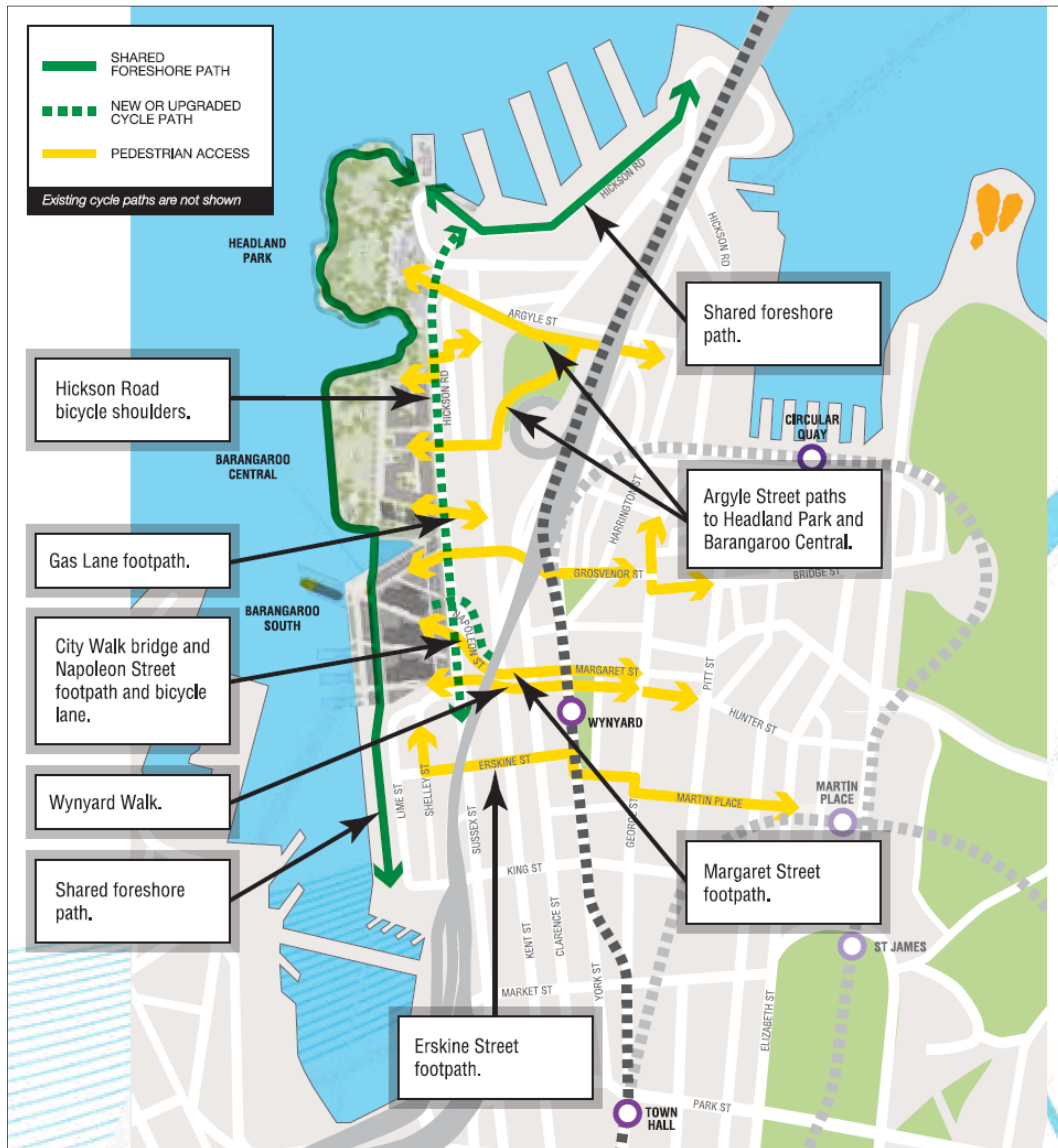 SHARED
FORESHORE PATH
NEW OR UPGRADED
CYCLE PATH
PEDESTRIAN ACCESS
Existing cycle paths are not shown
HICKSON RD
HICKSON RD
HEADLAND
PARK
Shared foreshore
path.
ARGYLE ST
Hickson Road
bicycle shoulders.
HICKSON RD
CIRCULAR
QUAY
BARANGAROO
CENTRAL
HARRINGTON ST
Argyle Street paths
to Headland Park and
Barangaroo Central.
Gas Lane footpath.
GROSVENOR ST
BRIDGE ST
BARANGAROO
SOUTH
NAPOLEON ST
City Walk bridge and
Napoleon Street
footpath and bicycle
lane.
MARGARET ST
PITT ST
HUNTER ST
WYNYARD
ERSKINE ST
Wynyard Walk.
LIME ST
SHELLEY ST
SUSSEX ST
GEORGE ST
MARTIN PLACE
MARTIN
PLACE
Shared foreshore
path.
KING ST
Margaret Street
footpath.
KENT ST
CLARENCE ST
YORK ST
ST JAMES
MARKET ST
ELIZABETH ST
Erskine Street
footpath.
PARK ST
TOWN
HALL